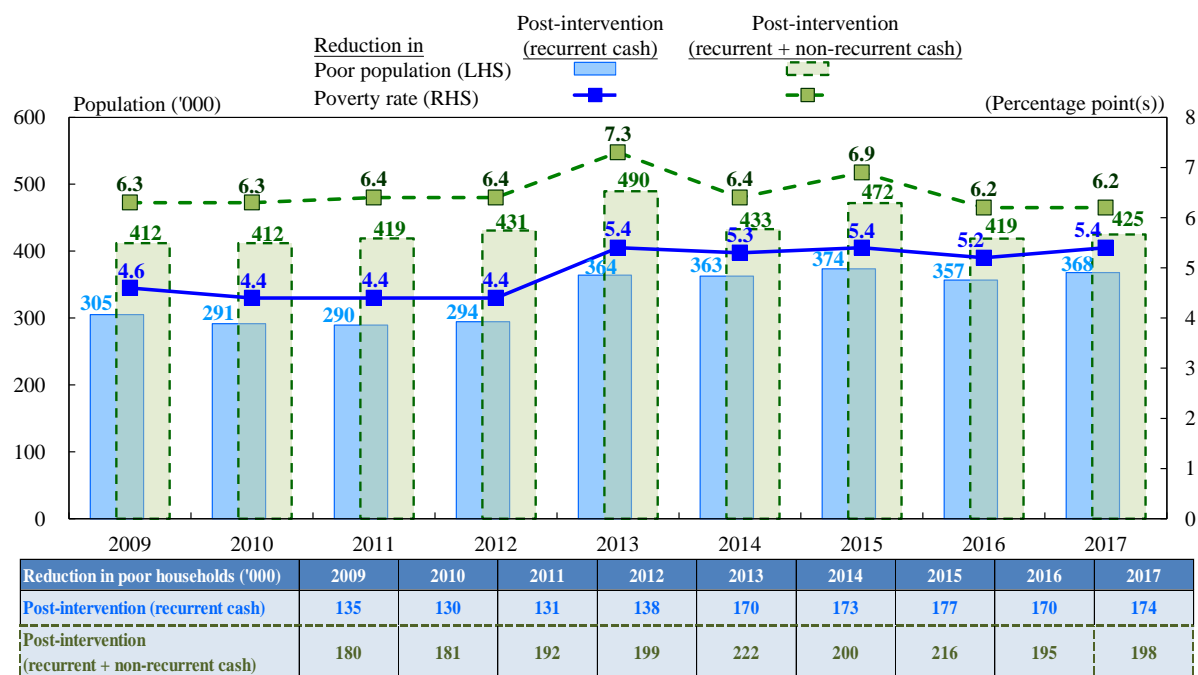 Post-intervention Post-intervention
Reduction in (recurrent cash) (recurrent + non-recurrent cash)
Poor population (LHS)
Poverty rate (RHS)
Population ('000) (Percentage point(s))
600 8
7.3
7
6.9
6.3 6.3 6.4 6.4 6.4 6.2 6.2
500 490 472
6
412 412 419 431 433 419 425
5.4 5.3 5.4 5.2 5.4
400
5
4.6 4.4 4.4 4.4
364 363 374 357 368
305 291 290 294
300 4
3
200
2
100
1
0 0
2009 2010 2011 2012 2013 2014 2015 2016 2017
Reduction in poor households ('000) 2009 2010 2011 2012 2013 2014 2015 2016 2017
Post-intervention (recurrent cash) 135 130 131 138 170 173 177 170 174
Post-intervention
(recurrent + non-recurrent cash) 180 181 192 199 222 200 216 195 198